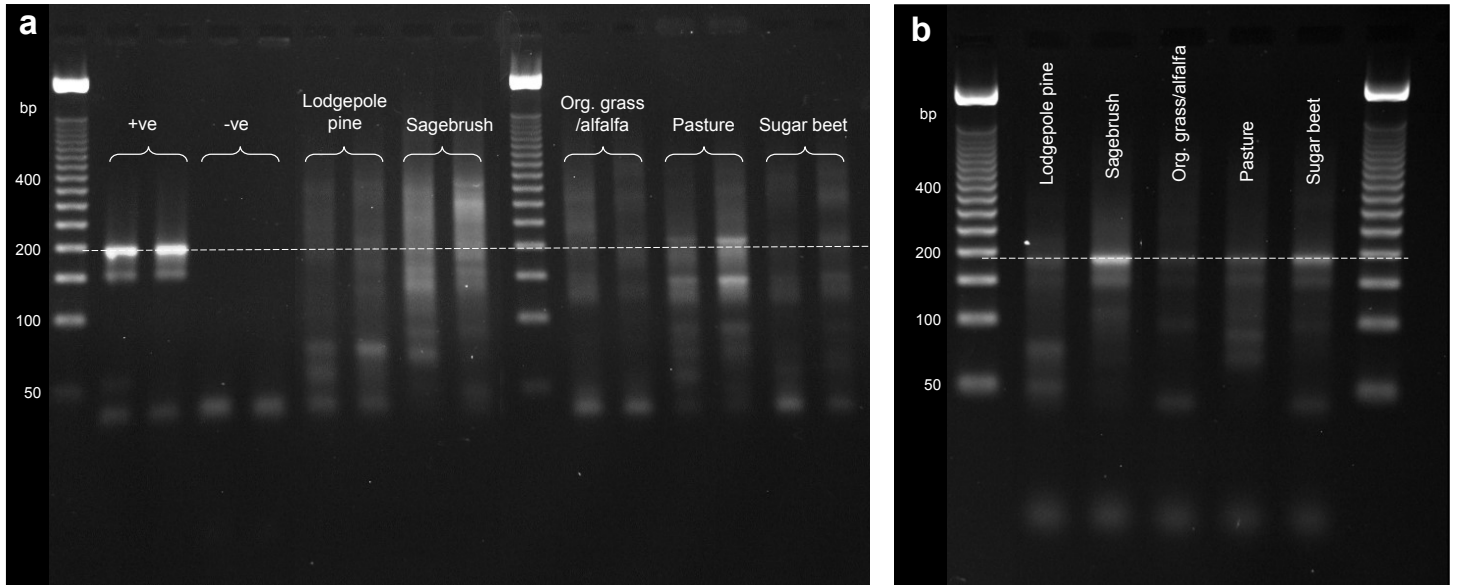 a
bp
400
200
100
50
+ve
-ve
Lodgepole
pine
Sagebrush
Org. grass
/alfalfa
Pasture
Sugar beet
b
bp
400
200
100
50
Lodgepole pine
Sagebrush
Org. grass/alfalfa
Pasture
Sugar beet